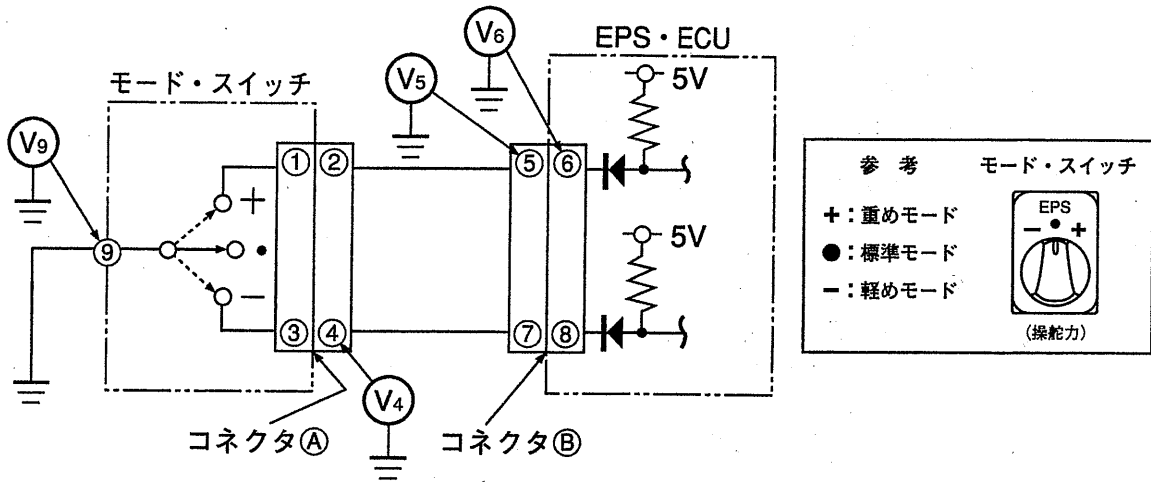 V6
EPS・ECU
モード・スイッチ
V5
5V
V9
① ② ⑤ ⑥
+
⑨
•
5V
−
③ ④ ⑦ ⑧
V4
コネクタⒶ
コネクタⒷ
参考 モード・スイッチ
+:重めモード
●:標準モード
−:軽めモード
EPS
− • +
(操舵力)